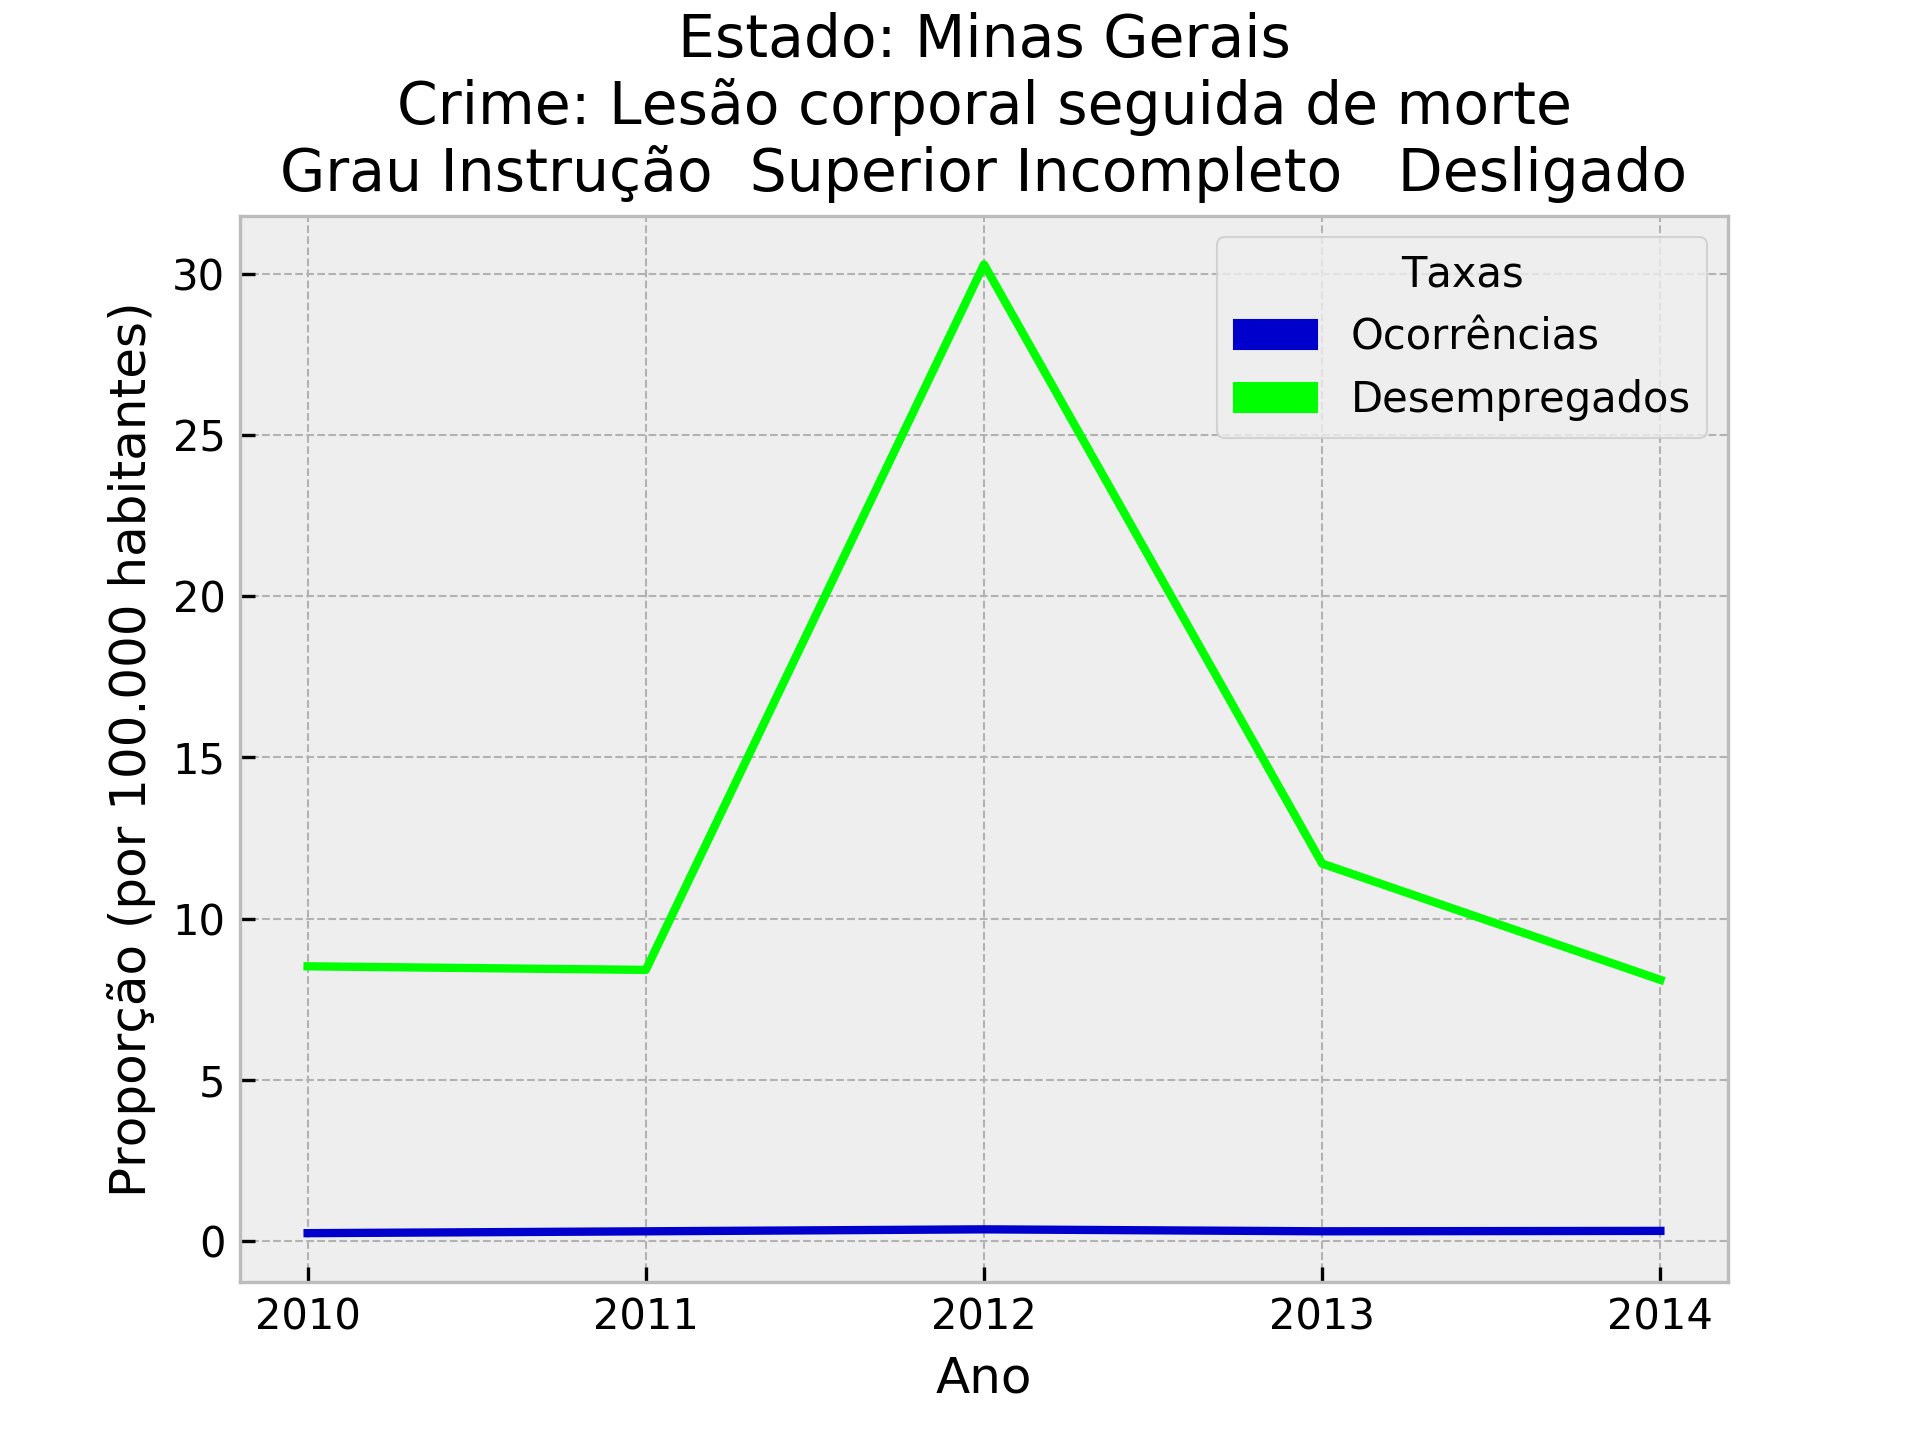 Estado: Minas Gerais
Crime: Lesão corporal seguida de morte
Grau Instrução  Superior Incompleto   Desligado
Taxas
Ocorrências
Desempregados
Proporção (por 100.000 habitantes)
30
25
20
15
10
5
0
2010 2011 2012 2013 2014
Ano